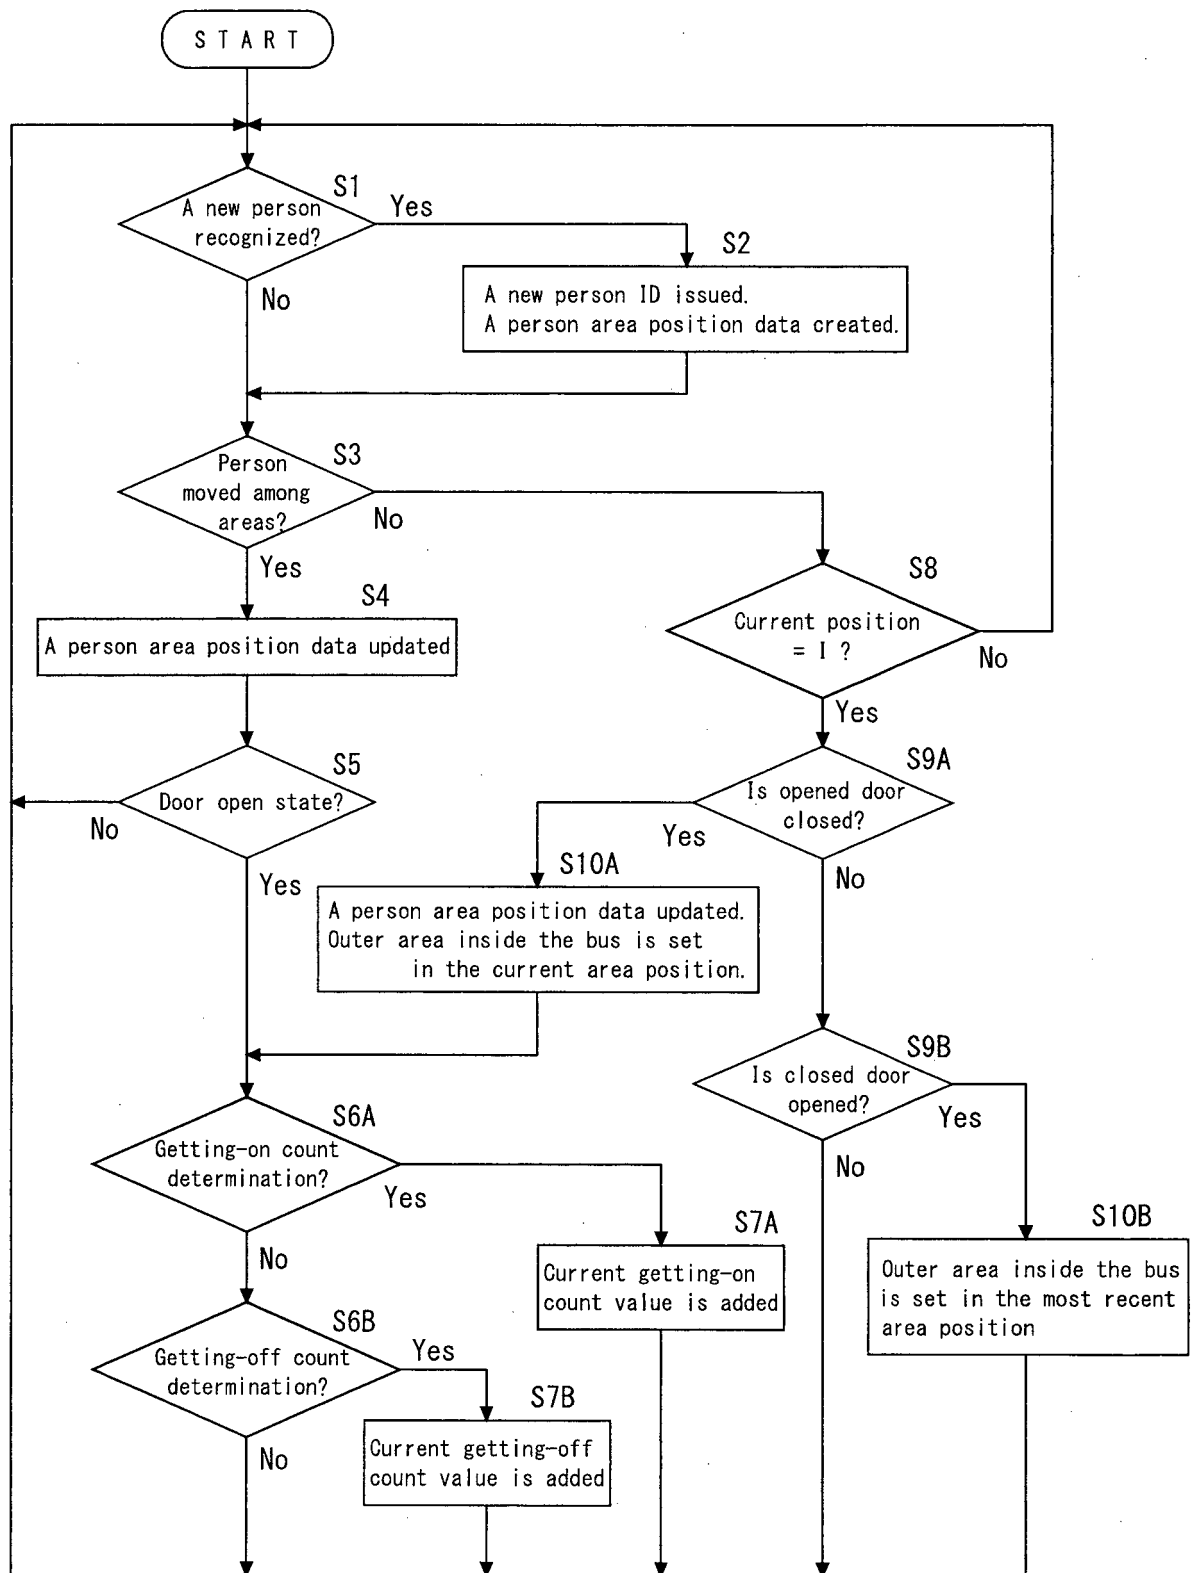 START
S1
A new person
recognized?
Yes
No
S2
A new person ID issued.
A person area position data created.
S3
Person
moved among
areas?
No
Yes
S4
A person area position data updated
S8
Current position
= I ?
No
Yes
S5
Door open state?
No
Yes
S9A
Is opened door
closed?
Yes
No
S10A
A person area position data updated.
Outer area inside the bus is set
in the current area position.
S9B
Is closed door
opened?
Yes
No
S6A
Getting-on count
determination?
Yes
No
S7A
Current getting-on
count value is added
S10B
Outer area inside the bus
is set in the most recent
area position
S6B
Getting-off count
determination?
Yes
No
S7B
Current getting-off
count value is added